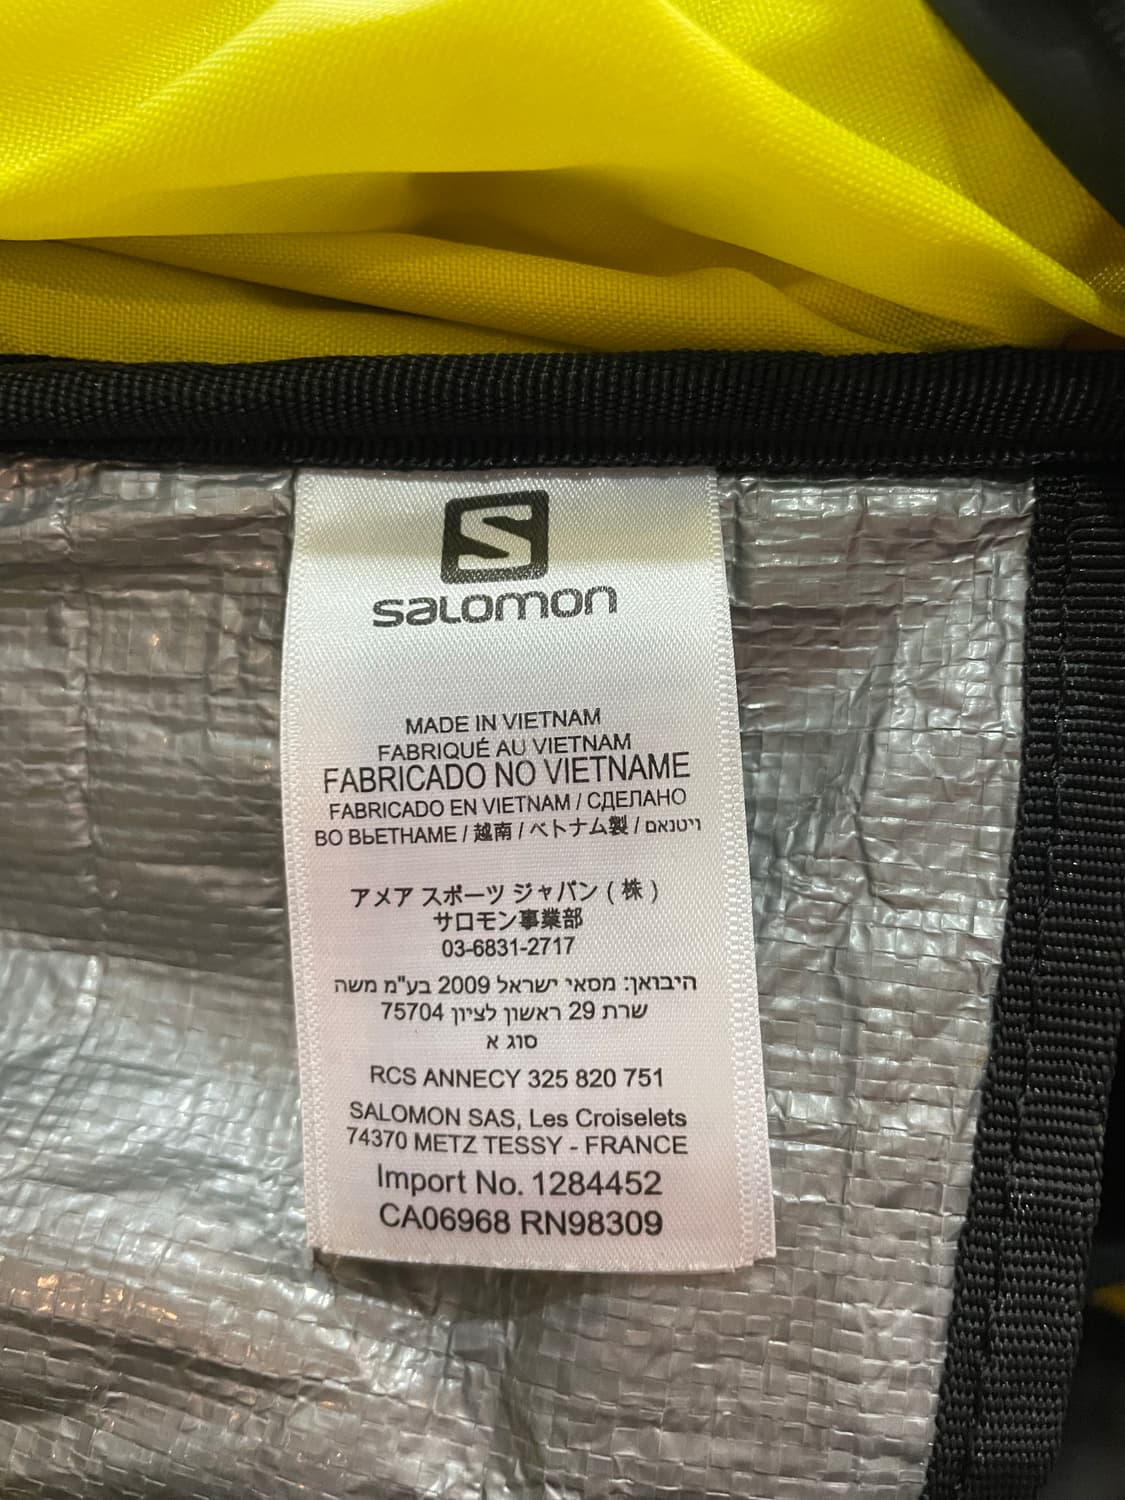 S
salomon
MADE IN VIETNAM
FABRIQUÉ AU VIETNAM
FABRICADO NO VIETNAME
FABRICADO EN VIETNAM / СДЕЛАНО
ВО ВЬЕТНАМЕ / 越南 / ベトナム製 / וייטנאם
アメア スポーツ ジャパン ( 株 )
サロモン事業部
03-6831-2717
היבואן: מסאי ישראל 2009 בע"מ משה
שרת 29 ראשון לציון 75704
סוג א
RCS ANNECY 325 820 751
SALOMON SAS, Les Croiselets
74370 METZ TESSY - FRANCE
Import No. 1284452
CA06968 RN98309